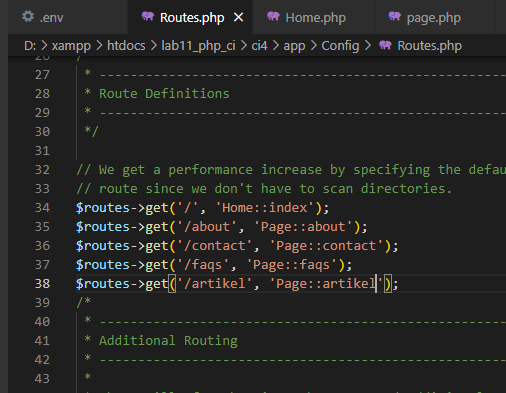 .env Routes.php Home.php page.php
D: > xampp > htdocs > lab11_php_ci > ci4 > app > Config > Routes.php
27 * --------------------------------------------------
28 * Route Definitions
29 * --------------------------------------------------
30 */
31
32 // We get a performance increase by specifying the defau
33 // route since we don't have to scan directories.
34 $routes->get('/', 'Home::index');
35 $routes->get('/about', 'Page::about');
36 $routes->get('/contact', 'Page::contact');
37 $routes->get('/faqs', 'Page::faqs');
38 $routes->get('/artikel', 'Page::artikel');
39 /*
40 * --------------------------------------------------
41 * Additional Routing
42 * --------------------------------------------------
43 *